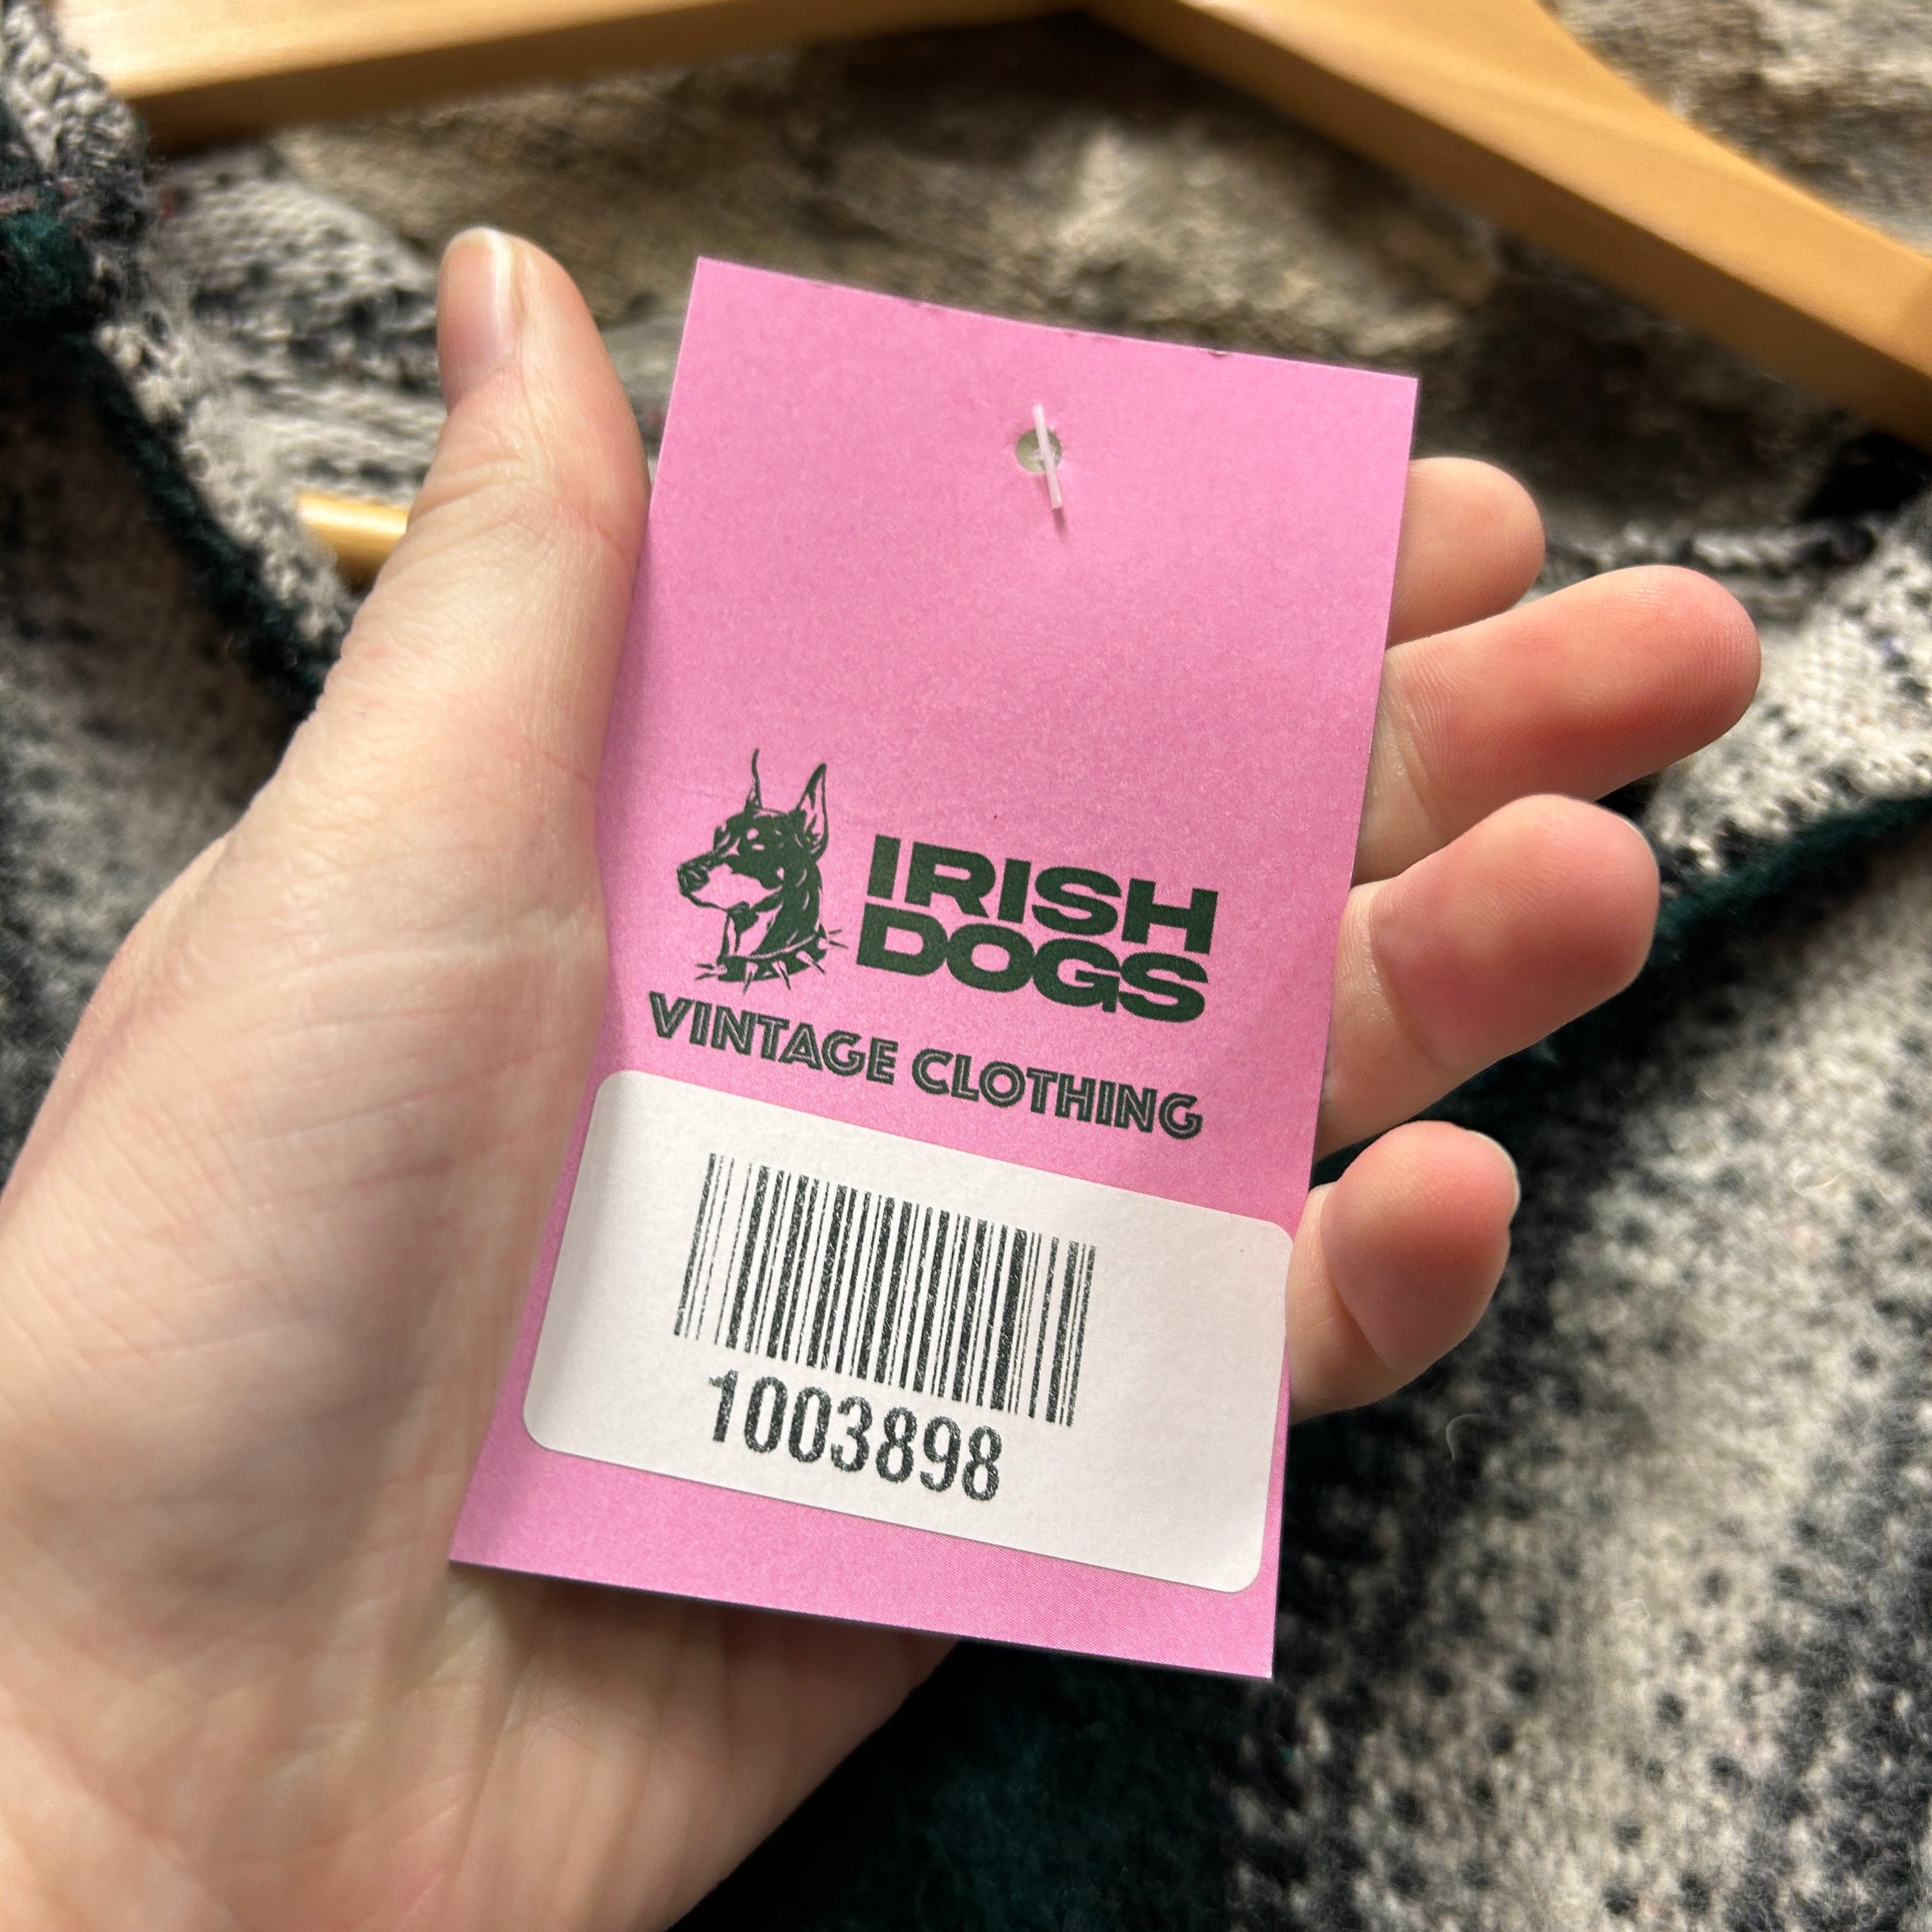 IRISH
DOGS
VINTAGE CLOTHING
1003898